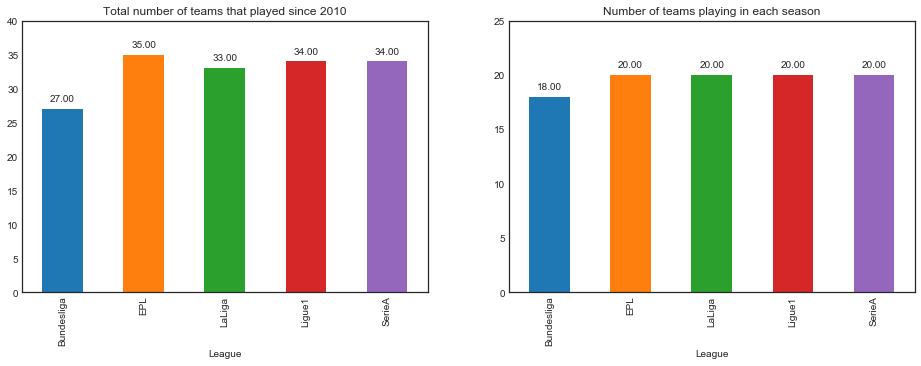 Total number of teams that played since 2010
40
35
30
25
20
15
10
5
0
27.00
35.00
33.00
34.00
34.00
Bundesliga
EPL
LaLiga
Ligue1
SerieA
League
Number of teams playing in each season
25
20
15
10
5
0
18.00
20.00
20.00
20.00
20.00
Bundesliga
EPL
LaLiga
Ligue1
SerieA
League